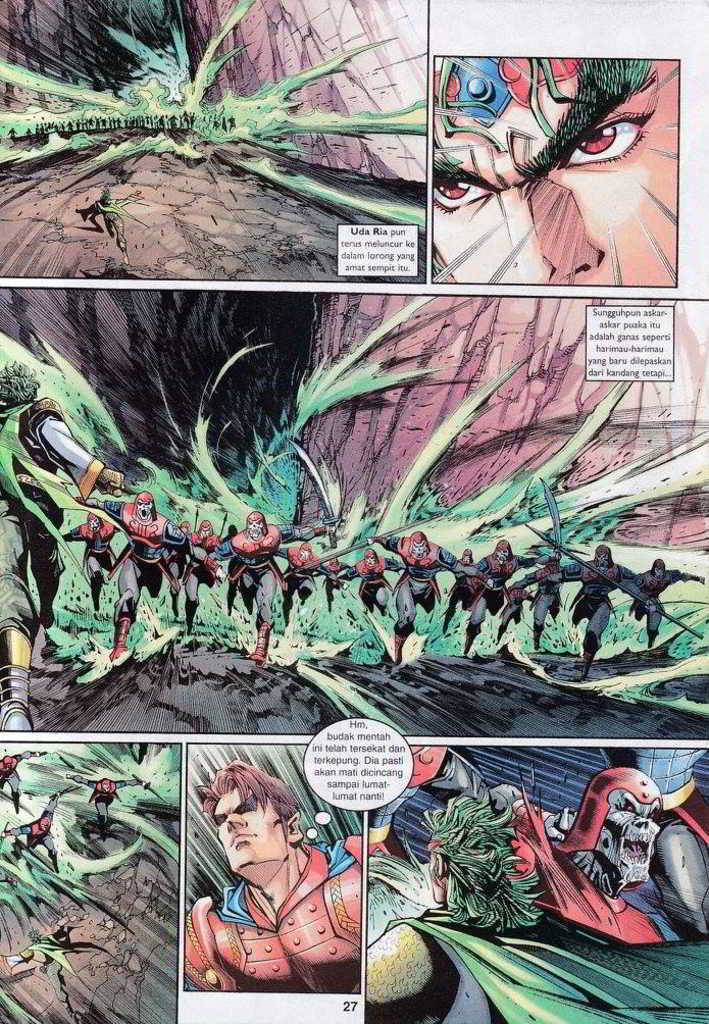 Uda Ria pun
terus meluncur ke
dalam lorong yang
amat sempit itu.
Sungguhpun askar-
askar puaka itu
adalah ganas seperti
harimau-harimau
yang baru dilepaskan
dari kandang tetapi...
Hm,
budak mentah
ini telah tersekat dan
terkepung. Dia pasti
akan mati dicincang
sampai lumat-
lumat nanti!
27